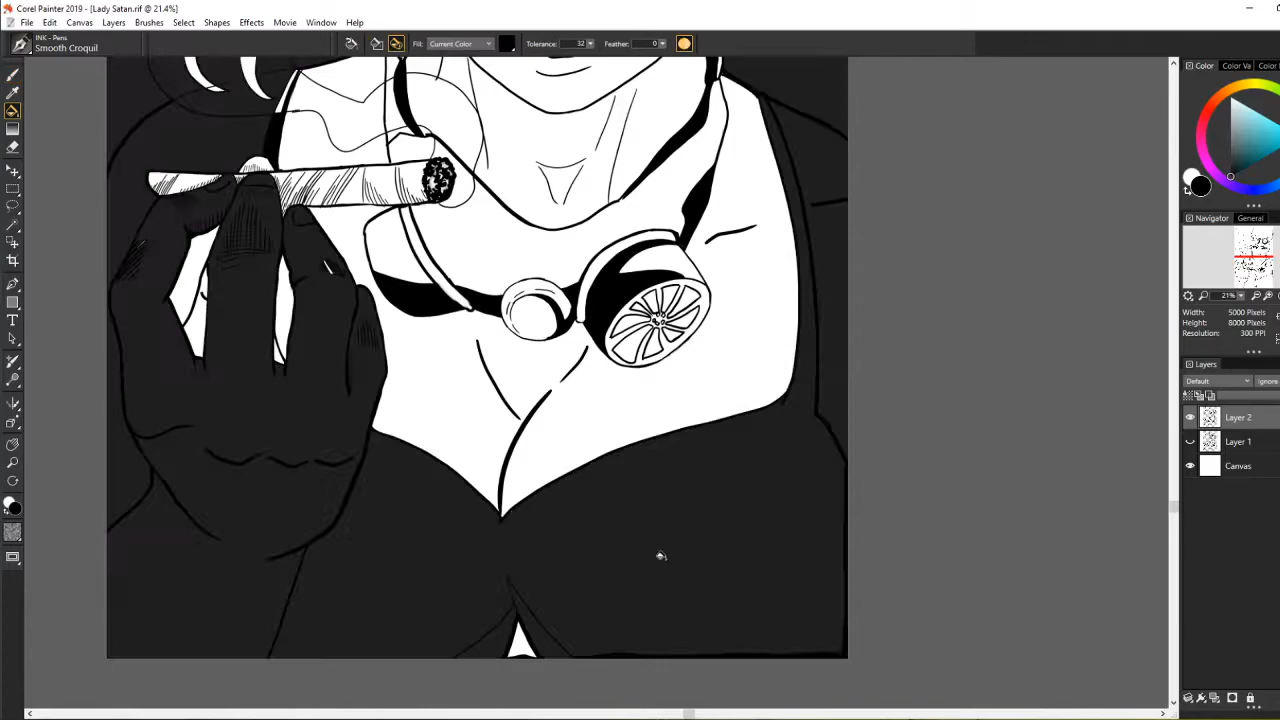 Corel Painter 2019 - [Lady Satan.rif @ 21.4%]
File Edit Canvas Layers Brushes Select Shapes Effects Movie Window Help
INK - Pens
Smooth Croquil
Fill: Current Color Tolerance: 32 Feather: 0
Color Color Va Color
Navigator General
21%
Width: 5000 Pixels
Height: 8000 Pixels
Resolution: 300 PPI
Layers
Default Ignore
Layer 2
Layer 1
Canvas